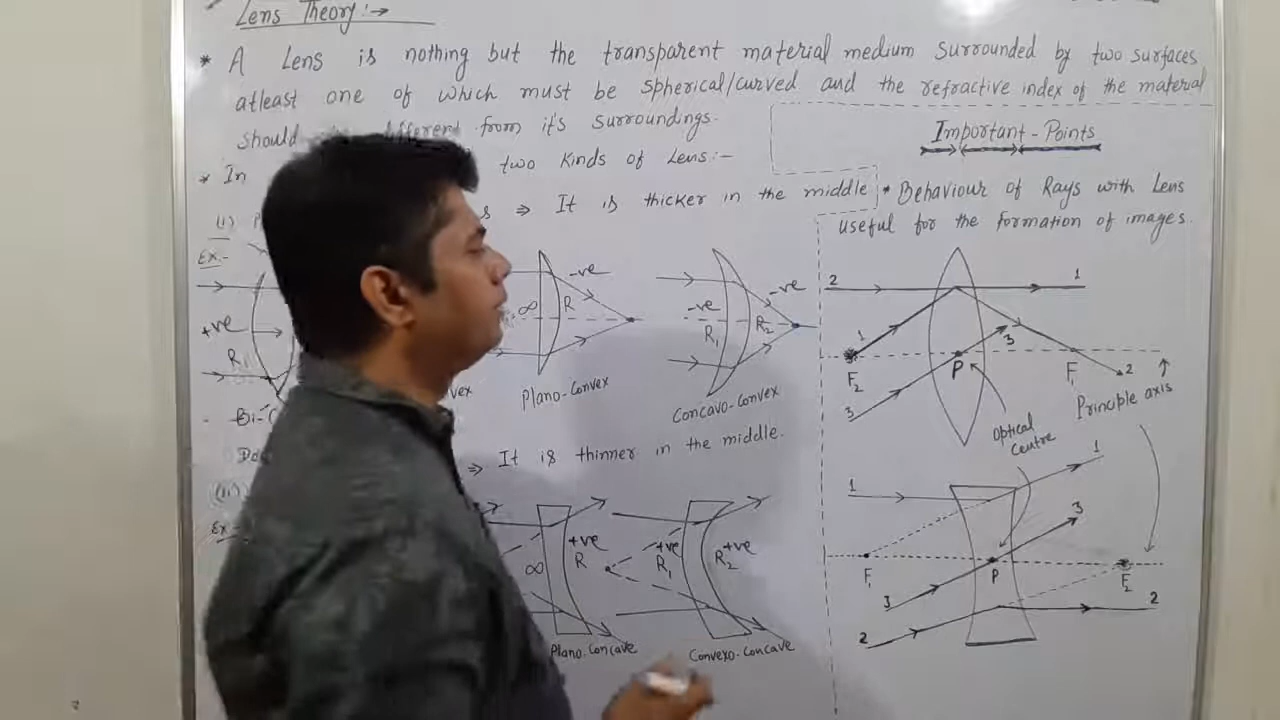 Lens Theory:→
* A Lens is nothing but the transparent material medium surrounded by two surfaces
atleast one of which must be spherical/curved and the refractive index of the material
should different from it's surroundings.
* In two Kinds of Lens:-
(i) ⇒ It is thicker in the middle
Ex.-
+ve
R₁
Bi-
∞ R -ve
Plano-Convex
-ve R₁ R₂ -ve
Concavo-Convex
(ii) ⇒ It is thinner in the middle.
Ex-
∞ +ve R
Plano-Concave
+ve R₁ R₂ +ve
Convexo-Concave
Important-Points
* Behaviour of Rays with Lens
useful for the formation of images.
2 1
1 3
F₂ P F₁ 2
3
Principle axis
Optical
centre
1 1
3
F₁ P F₂
3 2
2